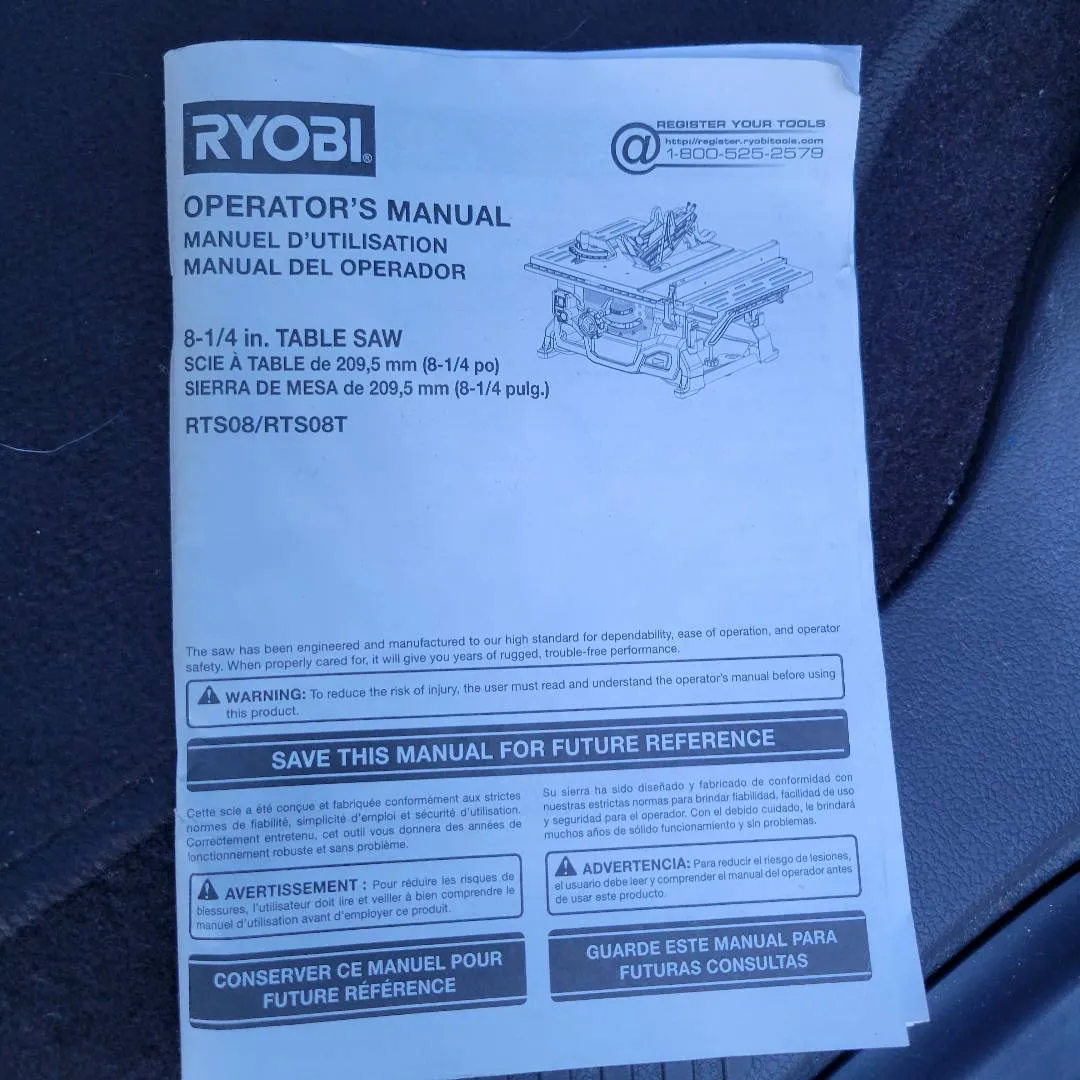 RYOBI®
REGISTER YOUR TOOLS
http://register.ryobitools.com
1-800-525-2579
OPERATOR'S MANUAL
MANUEL D'UTILISATION
MANUAL DEL OPERADOR
8-1/4 in. TABLE SAW
SCIE À TABLE de 209,5 mm (8-1/4 po)
SIERRA DE MESA de 209,5 mm (8-1/4 pulg.)
RTS08/RTS08T
The saw has been engineered and manufactured to our high standard for dependability, ease of operation, and operator
safety. When properly cared for, it will give you years of rugged, trouble-free performance.
WARNING: To reduce the risk of injury, the user must read and understand the operator's manual before using
this product.
SAVE THIS MANUAL FOR FUTURE REFERENCE
Cette scie a été conçue et fabriquée conformément aux strictes
normes de fiabilité, simplicité d'emploi et sécurité d'utilisation.
Correctement entretenu, cet outil vous donnera des années de
fonctionnement robuste et sans problème.
AVERTISSEMENT : Pour réduire les risques de
blessures, l'utilisateur doit lire et veiller à bien comprendre le
manuel d'utilisation avant d'employer ce produit.
CONSERVER CE MANUEL POUR
FUTURE RÉFÉRENCE
Su sierra ha sido diseñado y fabricado de conformidad con
nuestras estrictas normas para brindar fiabilidad, facilidad de uso
y seguridad para el operador. Con el debido cuidado, le brindará
muchos años de sólido funcionamiento y sin problemas.
ADVERTENCIA: Para reducir el riesgo de lesiones,
el usuario debe leer y comprender el manual del operador antes
de usar este producto.
GUARDE ESTE MANUAL PARA
FUTURAS CONSULTAS